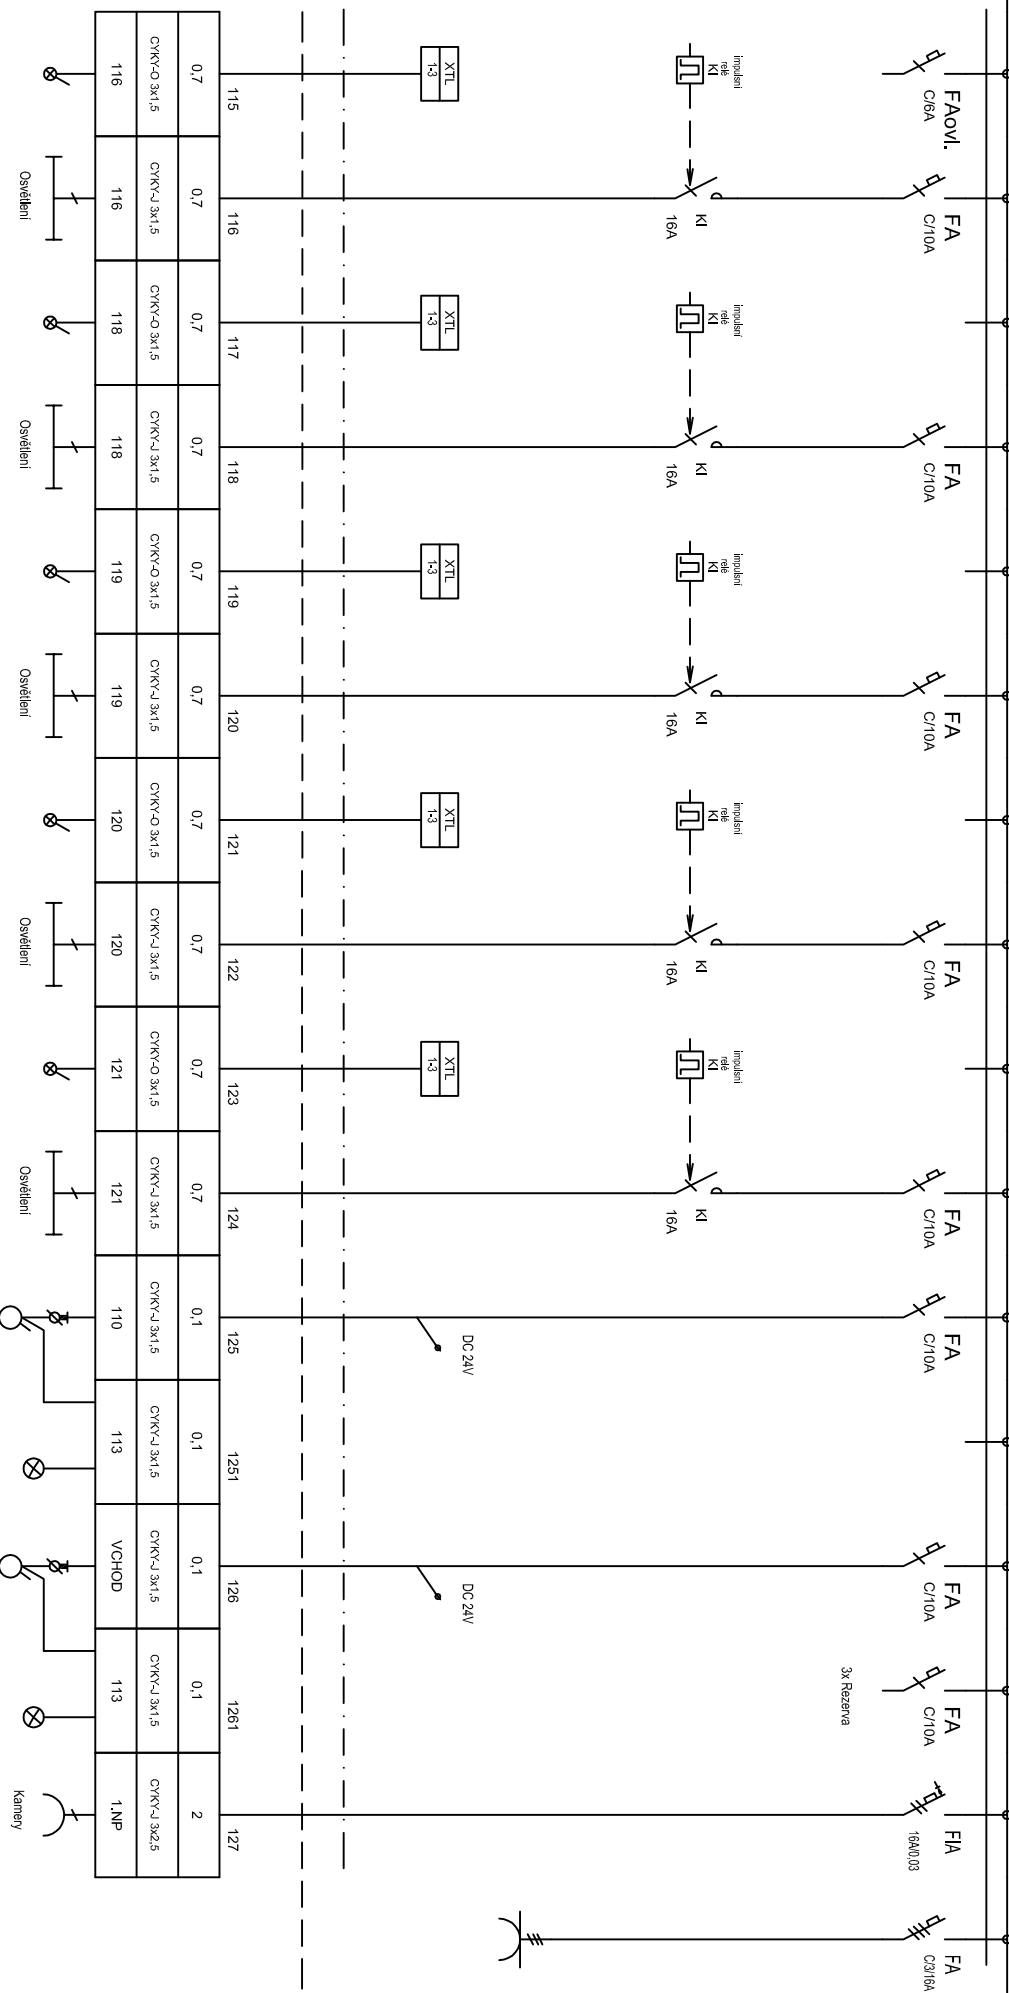 FAovl.
C/6A
impulsní
relé
KI
XTL
1-3
115
0,7
CYKY-O 3x1,5
116
FA
C/10A
KI
16A
116
0,7
CYKY-J 3x1,5
116
Osvětlení
impulsní
relé
KI
XTL
1-3
117
0,7
CYKY-O 3x1,5
118
FA
C/10A
KI
16A
118
0,7
CYKY-J 3x1,5
118
Osvětlení
impulsní
relé
KI
XTL
1-3
119
0,7
CYKY-O 3x1,5
119
FA
C/10A
KI
16A
120
0,7
CYKY-J 3x1,5
119
Osvětlení
impulsní
relé
KI
XTL
1-3
121
0,7
CYKY-O 3x1,5
120
FA
C/10A
KI
16A
122
0,7
CYKY-J 3x1,5
120
Osvětlení
impulsní
relé
KI
XTL
1-3
123
0,7
CYKY-O 3x1,5
121
FA
C/10A
KI
16A
124
0,7
CYKY-J 3x1,5
121
Osvětlení
FA
C/10A
DC 24V
125
0,1
CYKY-J 3x1,5
110
1251
0,1
CYKY-J 3x1,5
113
FA
C/10A
DC 24V
126
0,1
CYKY-J 3x1,5
VCHOD
FA
C/10A
3x Rezerva
1261
0,1
CYKY-J 3x1,5
113
FIA
16A/0,03
127
2
CYKY-J 3x2,5
1.NP
Kamery
FA
C/3/16A